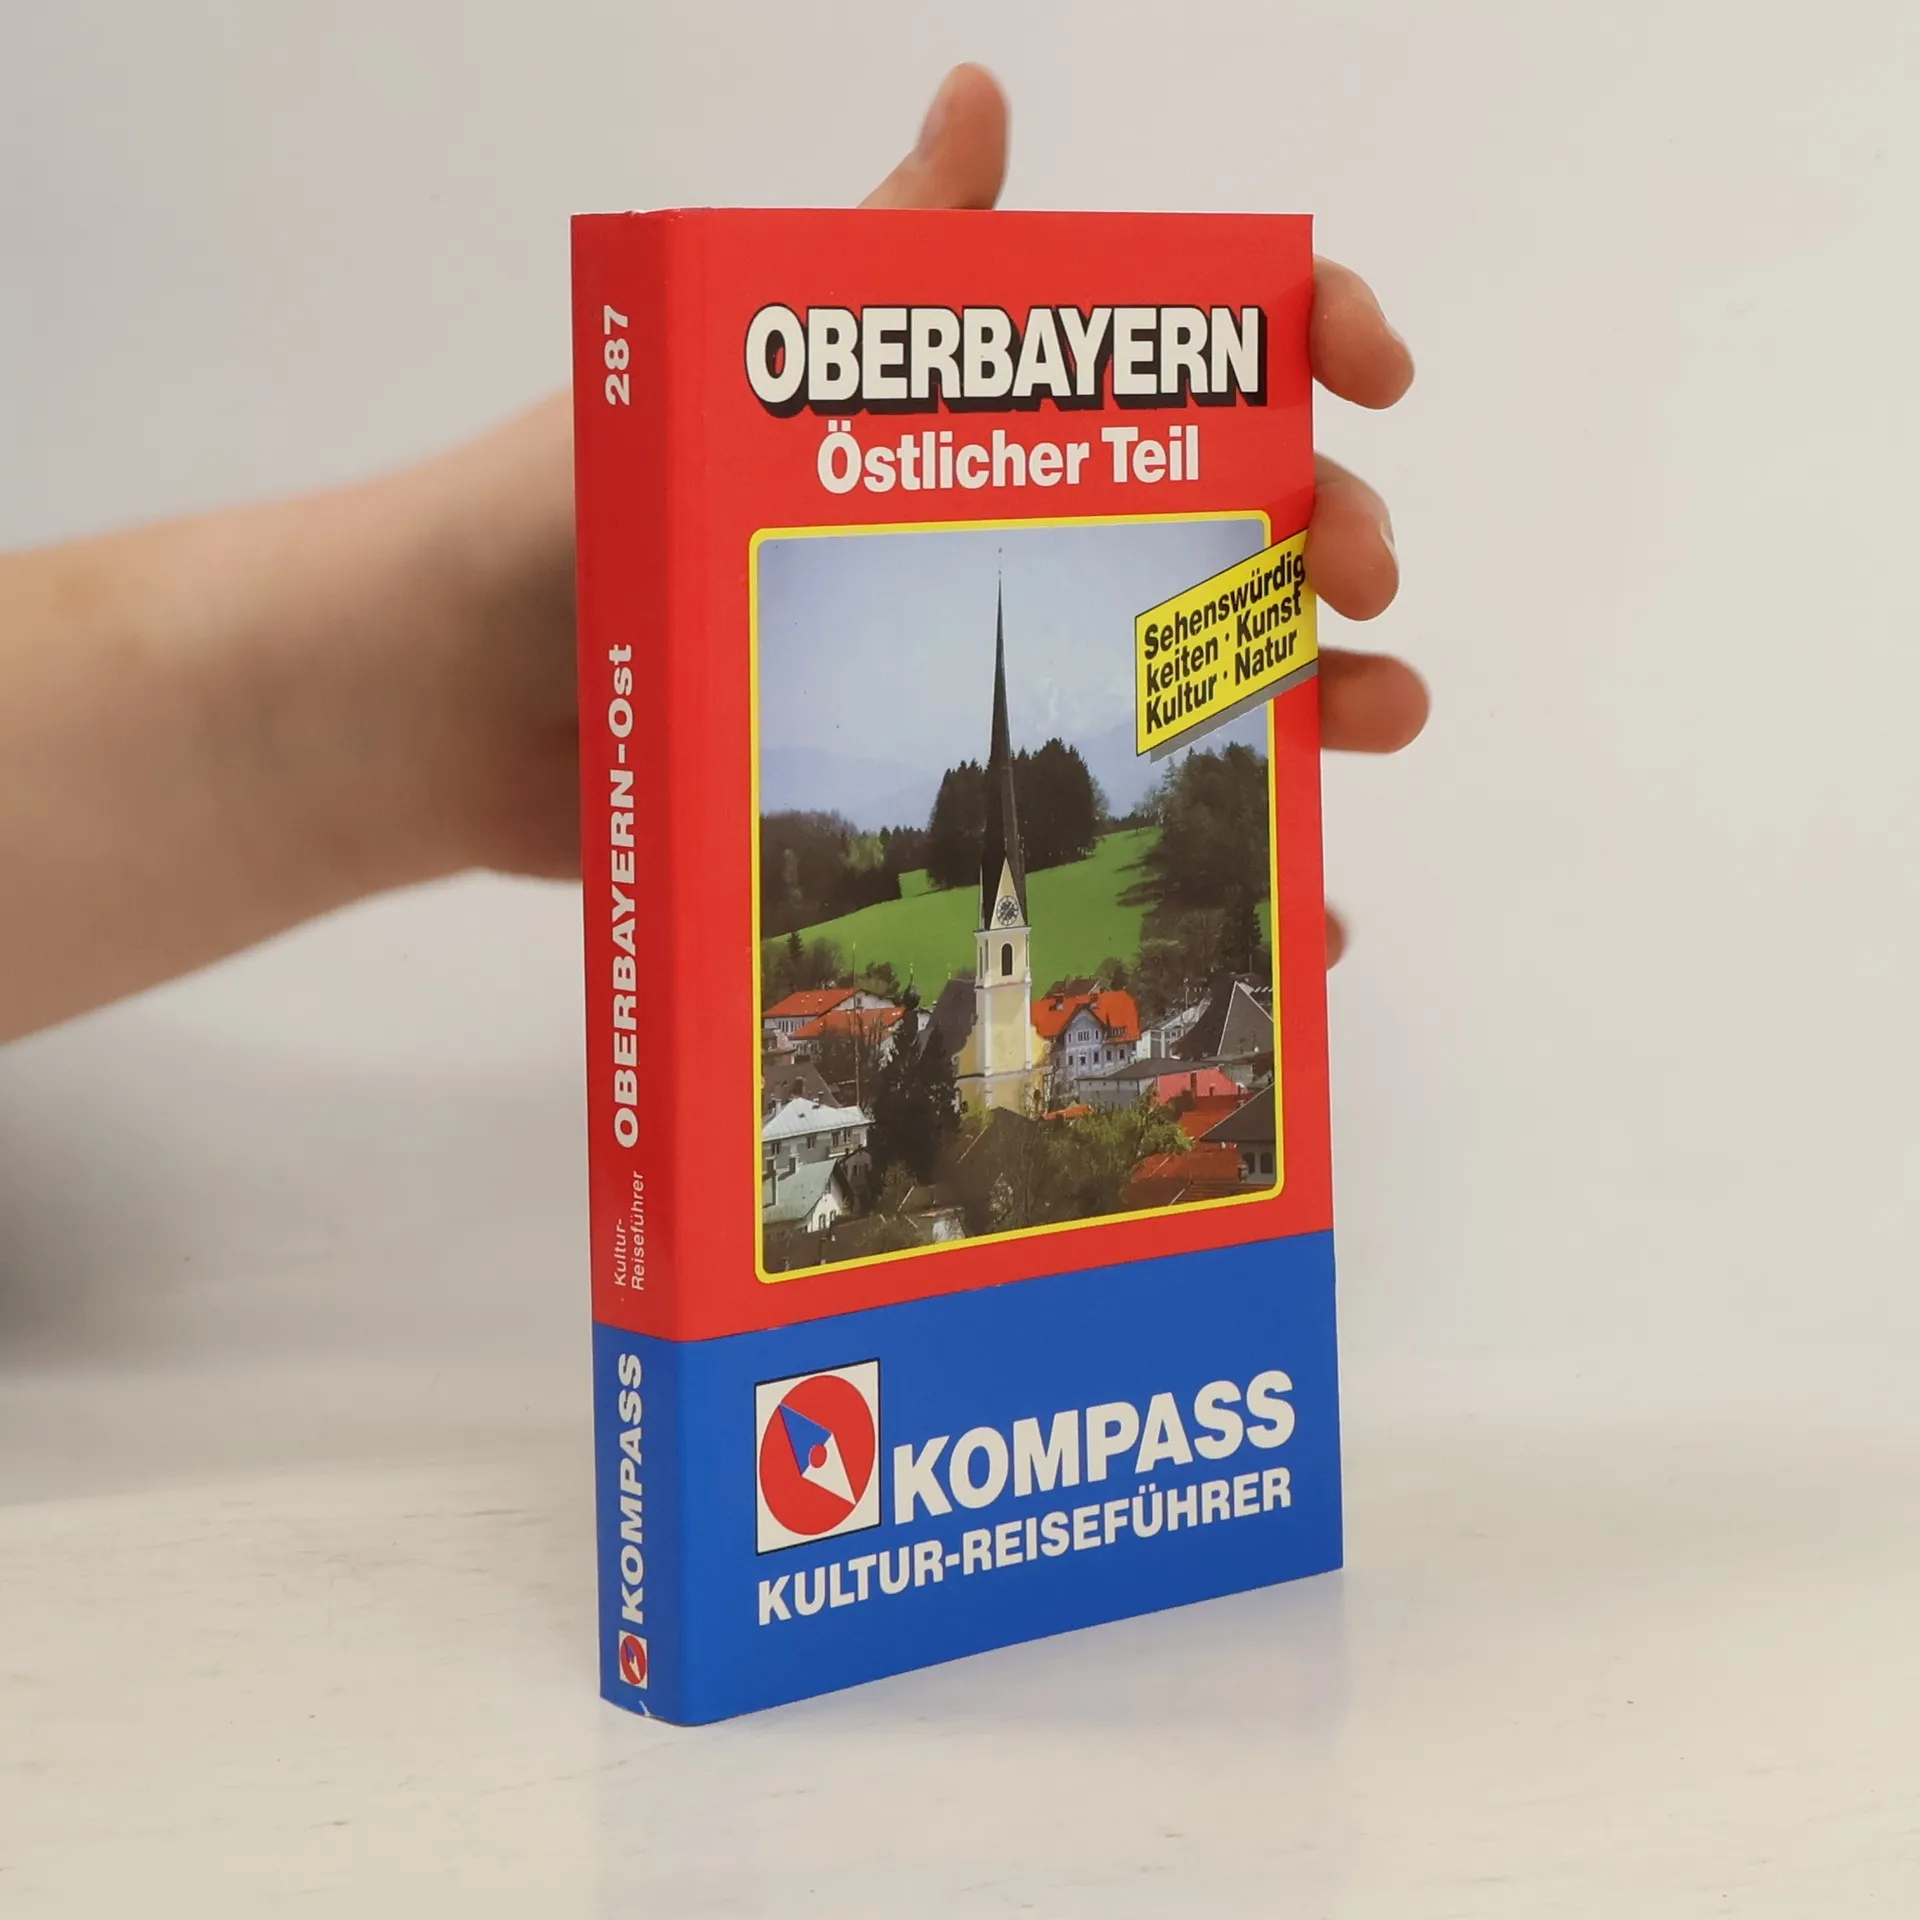 OBERBAYERN
Östlicher Teil
Sehenswürdig
keiten · Kunst
Kultur · Natur
KOMPASS
KULTUR-REISEFÜHRER
287
OBERBAYERN-Ost
Kultur-
Reiseführer
KOMPASS